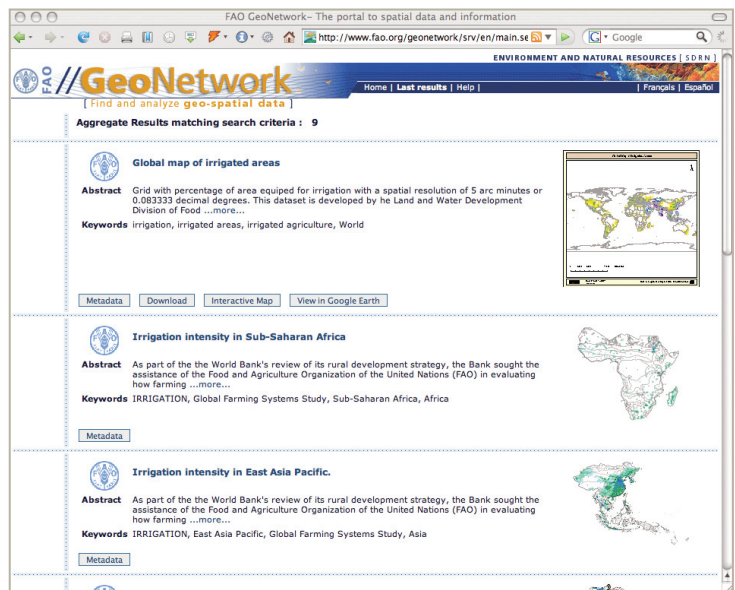 FAO GeoNetwork- The portal to spatial data and information
http://www.fao.org/geonetwork/srv/en/main.se
Google
ENVIRONMENT AND NATURAL RESOURCES [ SDRN ]
FAO //GeoNetwork
Home | Last results | Help |
| Français | Español
[ Find and analyze geo-spatial data ]
Aggregate Results matching search criteria : 9
Global map of irrigated areas
Abstract Grid with percentage of area equiped for irrigation with a spatial resolution of 5 arc minutes or
0.083333 decimal degrees. This dataset is developed by he Land and Water Development
Division of Food ...more...
Keywords irrigation, irrigated areas, irrigated agriculture, World
Metadata Download Interactive Map View in Google Earth
Irrigation intensity in Sub-Saharan Africa
Abstract As part of the the World Bank's review of its rural development strategy, the Bank sought the
assistance of the Food and Agriculture Organization of the United Nations (FAO) in evaluating
how farming ...more...
Keywords IRRIGATION, Global Farming Systems Study, Sub-Saharan Africa, Africa
Metadata
Irrigation intensity in East Asia Pacific.
Abstract As part of the the World Bank's review of its rural development strategy, the Bank sought the
assistance of the Food and Agriculture Organization of the United Nations (FAO) in evaluating
how farming ...more...
Keywords IRRIGATION, East Asia Pacific, Global Farming Systems Study, Asia
Metadata